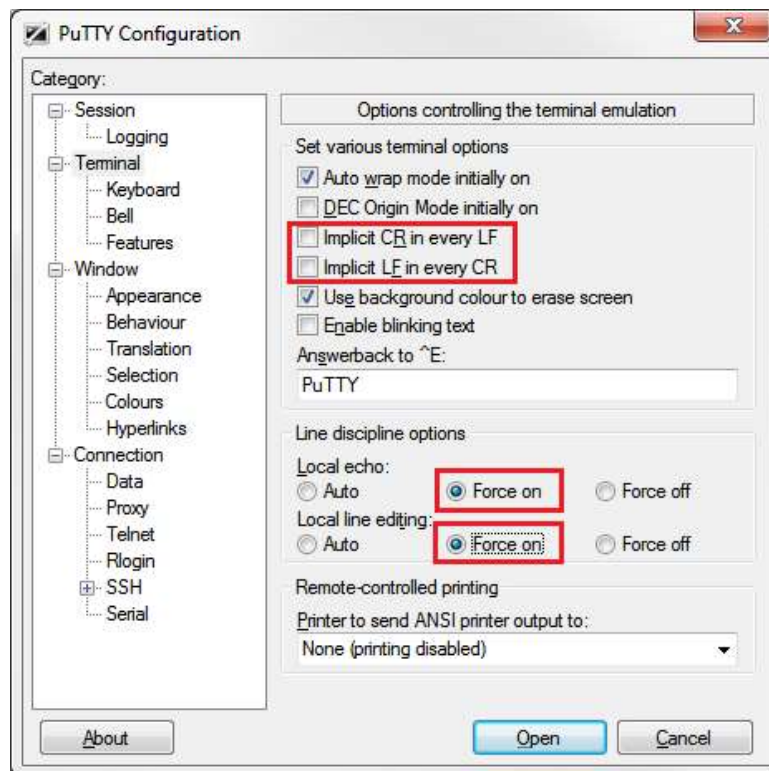 PuTTY Configuration
Category:
Session
Logging
Terminal
Keyboard
Bell
Features
Window
Appearance
Behaviour
Translation
Selection
Colours
Hyperlinks
Connection
Data
Proxy
Telnet
Rlogin
SSH
Serial
Options controlling the terminal emulation
Set various terminal options
Auto wrap mode initially on
DEC Origin Mode initially on
Implicit CR in every LF
Implicit LF in every CR
Use background colour to erase screen
Enable blinking text
Answerback to ^E:
PuTTY
Line discipline options
Local echo:
Auto Force on Force off
Local line editing:
Auto Force on Force off
Remote-controlled printing
Printer to send ANSI printer output to:
None (printing disabled)
About Open Cancel